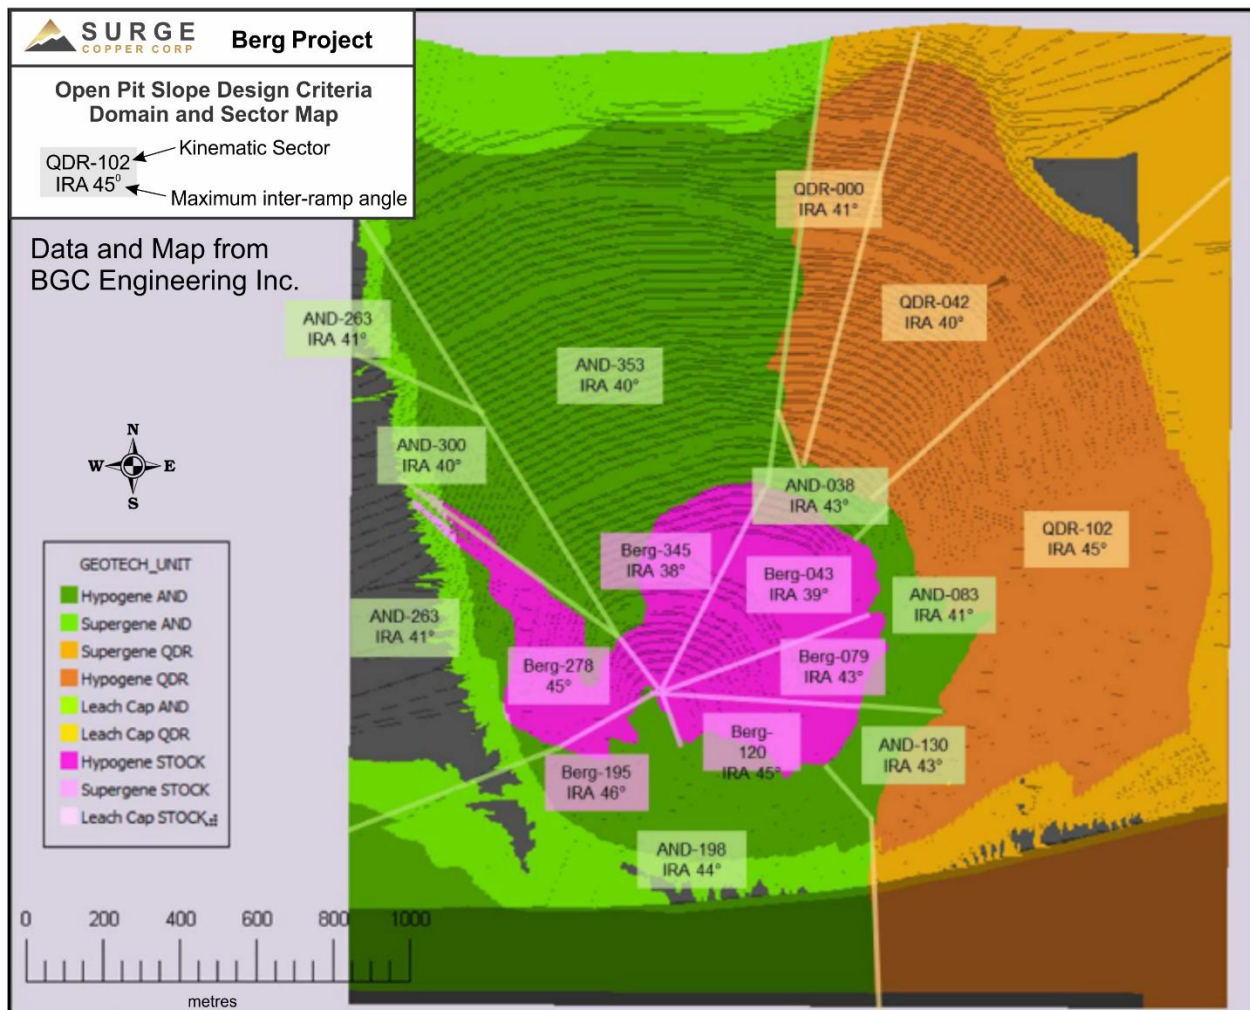 SURGE
COPPER CORP
Berg Project
Open Pit Slope Design Criteria
Domain and Sector Map
QDR-102
IRA 45⁰
Kinematic Sector
Maximum inter-ramp angle
Data and Map from
BGC Engineering Inc.
QDR-000
IRA 41°
QDR-042
IRA 40°
AND-263
IRA 41°
AND-353
IRA 40°
AND-300
IRA 40°
AND-038
IRA 43°
QDR-102
IRA 45°
Berg-345
IRA 38°
Berg-043
IRA 39°
AND-083
IRA 41°
AND-263
IRA 41°
Berg-278
45°
Berg-079
IRA 43°
Berg-
120
IRA 45°
AND-130
IRA 43°
Berg-195
IRA 46°
AND-198
IRA 44°
N
W E
S
GEOTECH_UNIT
Hypogene AND
Supergene AND
Supergene QDR
Hypogene QDR
Leach Cap AND
Leach Cap QDR
Hypogene STOCK
Supergene STOCK
Leach Cap STOCK
0 200 400 600 800 1000
metres